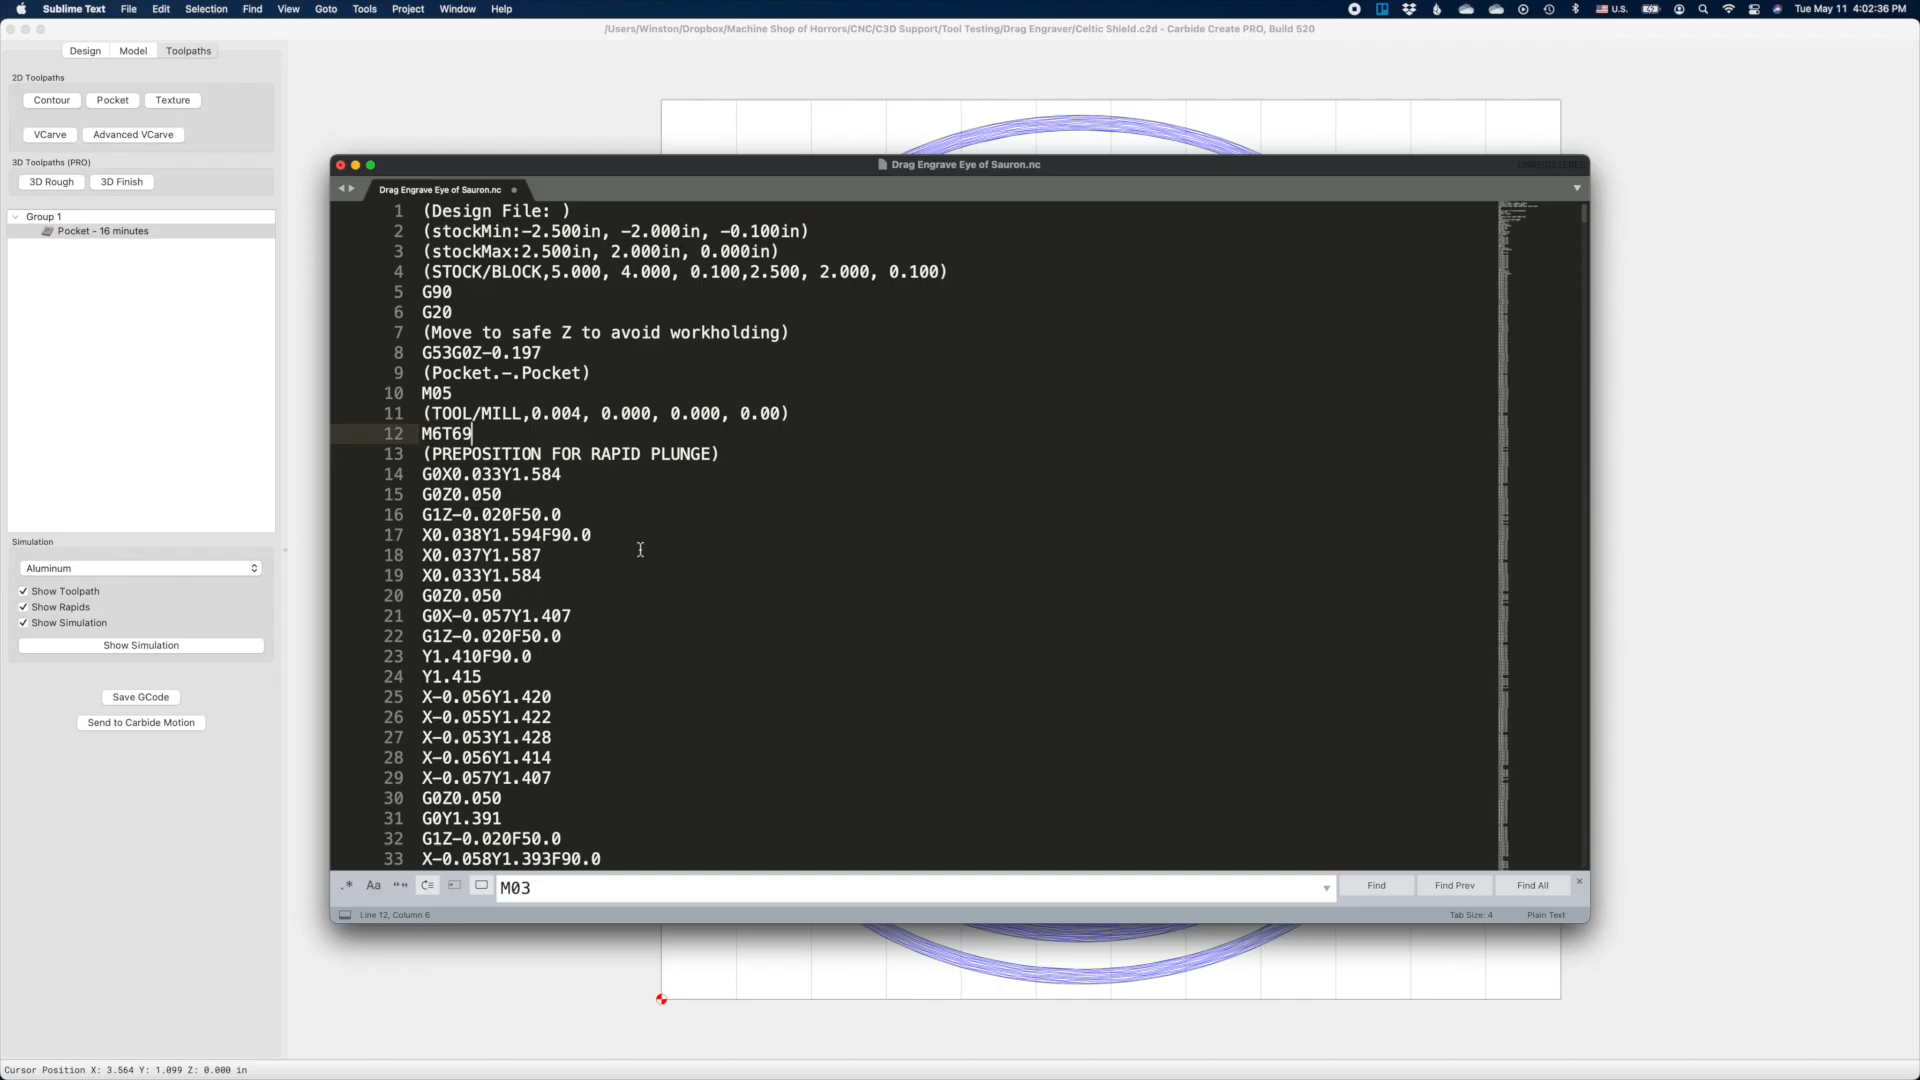 Sublime Text File Edit Selection Find View Goto Tools Project Window Help
U.S. Tue May 11 4:02:36 PM
/Users/Winston/Dropbox/Machine Shop of Horrors/CNC/C3D Support/Tool Testing/Drag Engraver/Celtic Shield.c2d - Carbide Create PRO, Build 520
Design Model Toolpaths
2D Toolpaths
Contour Pocket Texture
VCarve Advanced VCarve
3D Toolpaths (PRO)
3D Rough 3D Finish
Group 1
Pocket - 16 minutes
Simulation
Aluminum
Show Toolpath
Show Rapids
Show Simulation
Show Simulation
Save GCode
Send to Carbide Motion
Cursor Position X: 3.564 Y: 1.099 Z: 0.000 in
Drag Engrave Eye of Sauron.nc
UNREGISTERED
Drag Engrave Eye of Sauron.nc
1 (Design File: )
2 (stockMin:-2.500in, -2.000in, -0.100in)
3 (stockMax:2.500in, 2.000in, 0.000in)
4 (STOCK/BLOCK,5.000, 4.000, 0.100,2.500, 2.000, 0.100)
5 G90
6 G20
7 (Move to safe Z to avoid workholding)
8 G53G0Z-0.197
9 (Pocket.-.Pocket)
10 M05
11 (TOOL/MILL,0.004, 0.000, 0.000, 0.00)
12 M6T69
13 (PREPOSITION FOR RAPID PLUNGE)
14 G0X0.033Y1.584
15 G0Z0.050
16 G1Z-0.020F50.0
17 X0.038Y1.594F90.0
18 X0.037Y1.587
19 X0.033Y1.584
20 G0Z0.050
21 G0X-0.057Y1.407
22 G1Z-0.020F50.0
23 Y1.410F90.0
24 Y1.415
25 X-0.056Y1.420
26 X-0.055Y1.422
27 X-0.053Y1.428
28 X-0.056Y1.414
29 X-0.057Y1.407
30 G0Z0.050
31 G0Y1.391
32 G1Z-0.020F50.0
33 X-0.058Y1.393F90.0
.* Aa “” M03 Find Find Prev Find All
Line 12, Column 6 Tab Size: 4 Plain Text